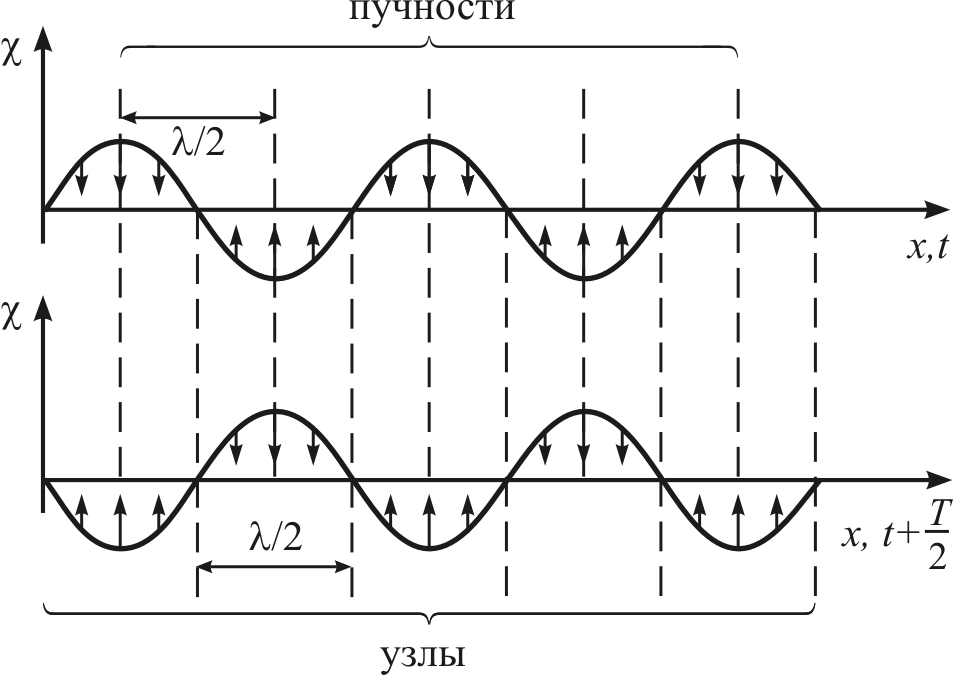 пучности
χ
λ/2
x,t
χ
λ/2
x, t+T/2
узлы